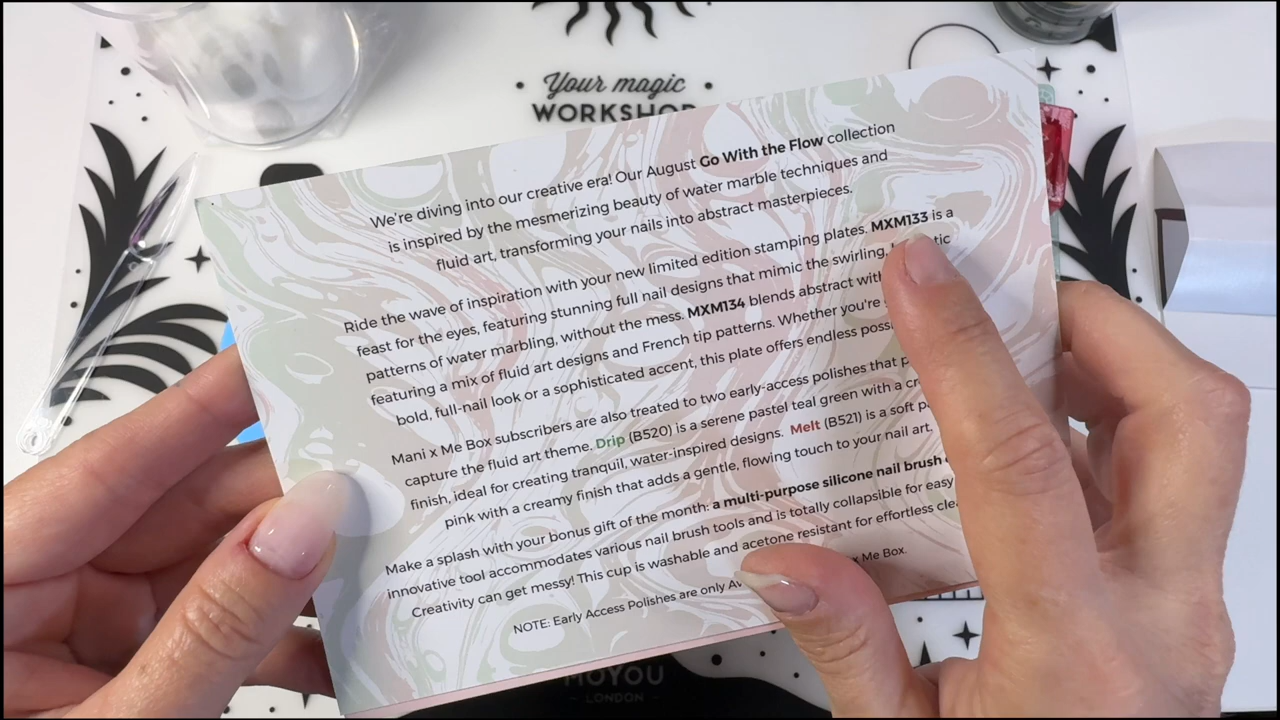 Your magic
WORKSHOP
We're diving into our creative era! Our August Go With the Flow collection
is inspired by the mesmerizing beauty of water marble techniques and
fluid art, transforming your nails into abstract masterpieces.
Ride the wave of inspiration with your new limited edition stamping plates. MXM133 is a
feast for the eyes, featuring stunning full nail designs that mimic the swirling,
patterns of water marbling, without the mess. MXM134 blends abstract with
featuring a mix of fluid art designs and French tip patterns. Whether you're
bold, full-nail look or a sophisticated accent, this plate offers endless
Mani x Me Box subscribers are also treated to two early-access polishes that
capture the fluid art theme. Drip (B520) is a serene pastel teal green with a
finish, ideal for creating tranquil, water-inspired designs. Melt (B521) is a soft
pink with a creamy finish that adds a gentle, flowing touch to your nail art.
Make a splash with your bonus gift of the month: a multi-purpose silicone nail brush
innovative tool accommodates various nail brush tools and is totally collapsible for easy
Creativity can get messy! This cup is washable and acetone resistant for effortless
NOTE: Early Access Polishes are only x Me Box.
MOYOU
- LONDON -